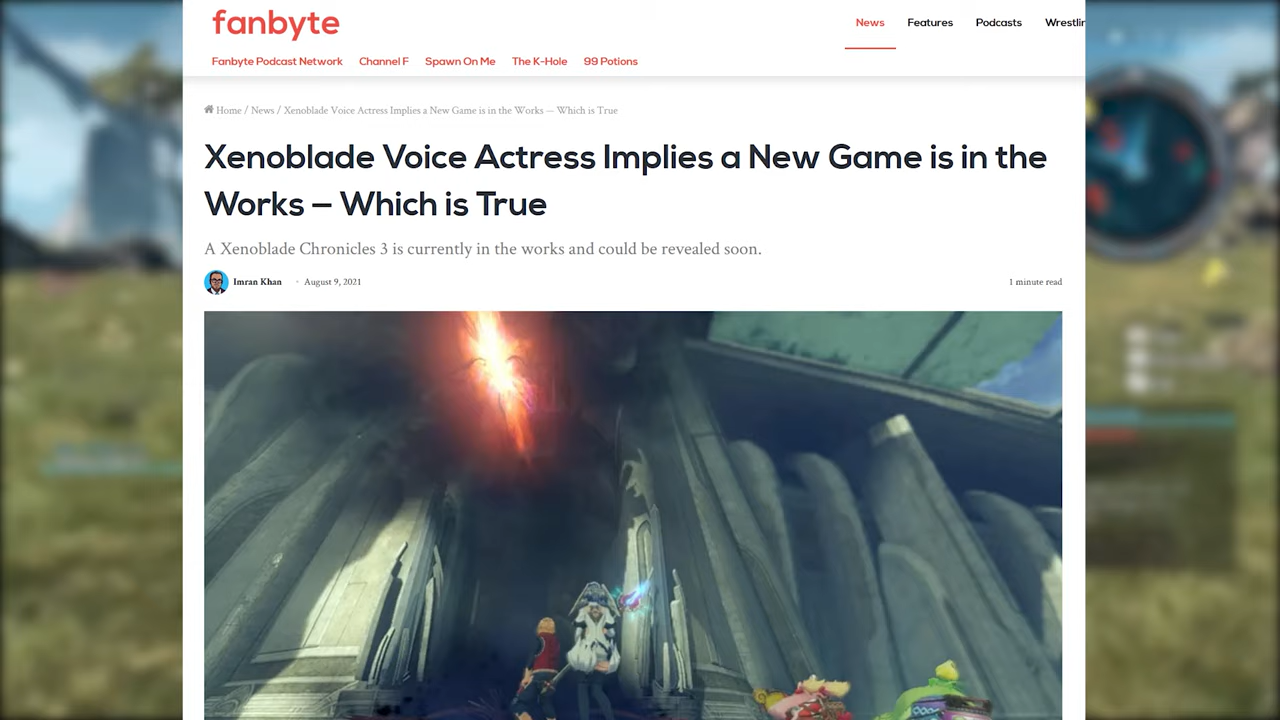 fanbyte
News Features Podcasts Wrestlin
Fanbyte Podcast Network Channel F Spawn On Me The K-Hole 99 Potions
Home / News / Xenoblade Voice Actress Implies a New Game is in the Works — Which is True
Xenoblade Voice Actress Implies a New Game is in the
Works — Which is True
A Xenoblade Chronicles 3 is currently in the works and could be revealed soon.
Imran Khan · August 9, 2021 1 minute read